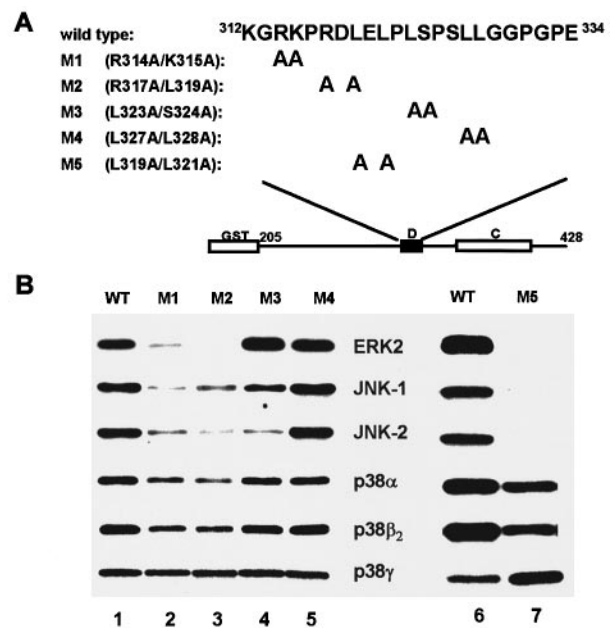 A
wild type: ³¹²KGRKPRDLELPLSPSLLGGPGPE ³³⁴
M1 (R314A/K315A): AA
M2 (R317A/L319A): A A
M3 (L323A/S324A): AA
M4 (L327A/L328A): AA
M5 (L319A/L321A): A A
GST 205 D C 428
B
WT M1 M2 M3 M4 WT M5
ERK2
JNK-1
JNK-2
p38α
p38β₂
p38γ
1 2 3 4 5 6 7